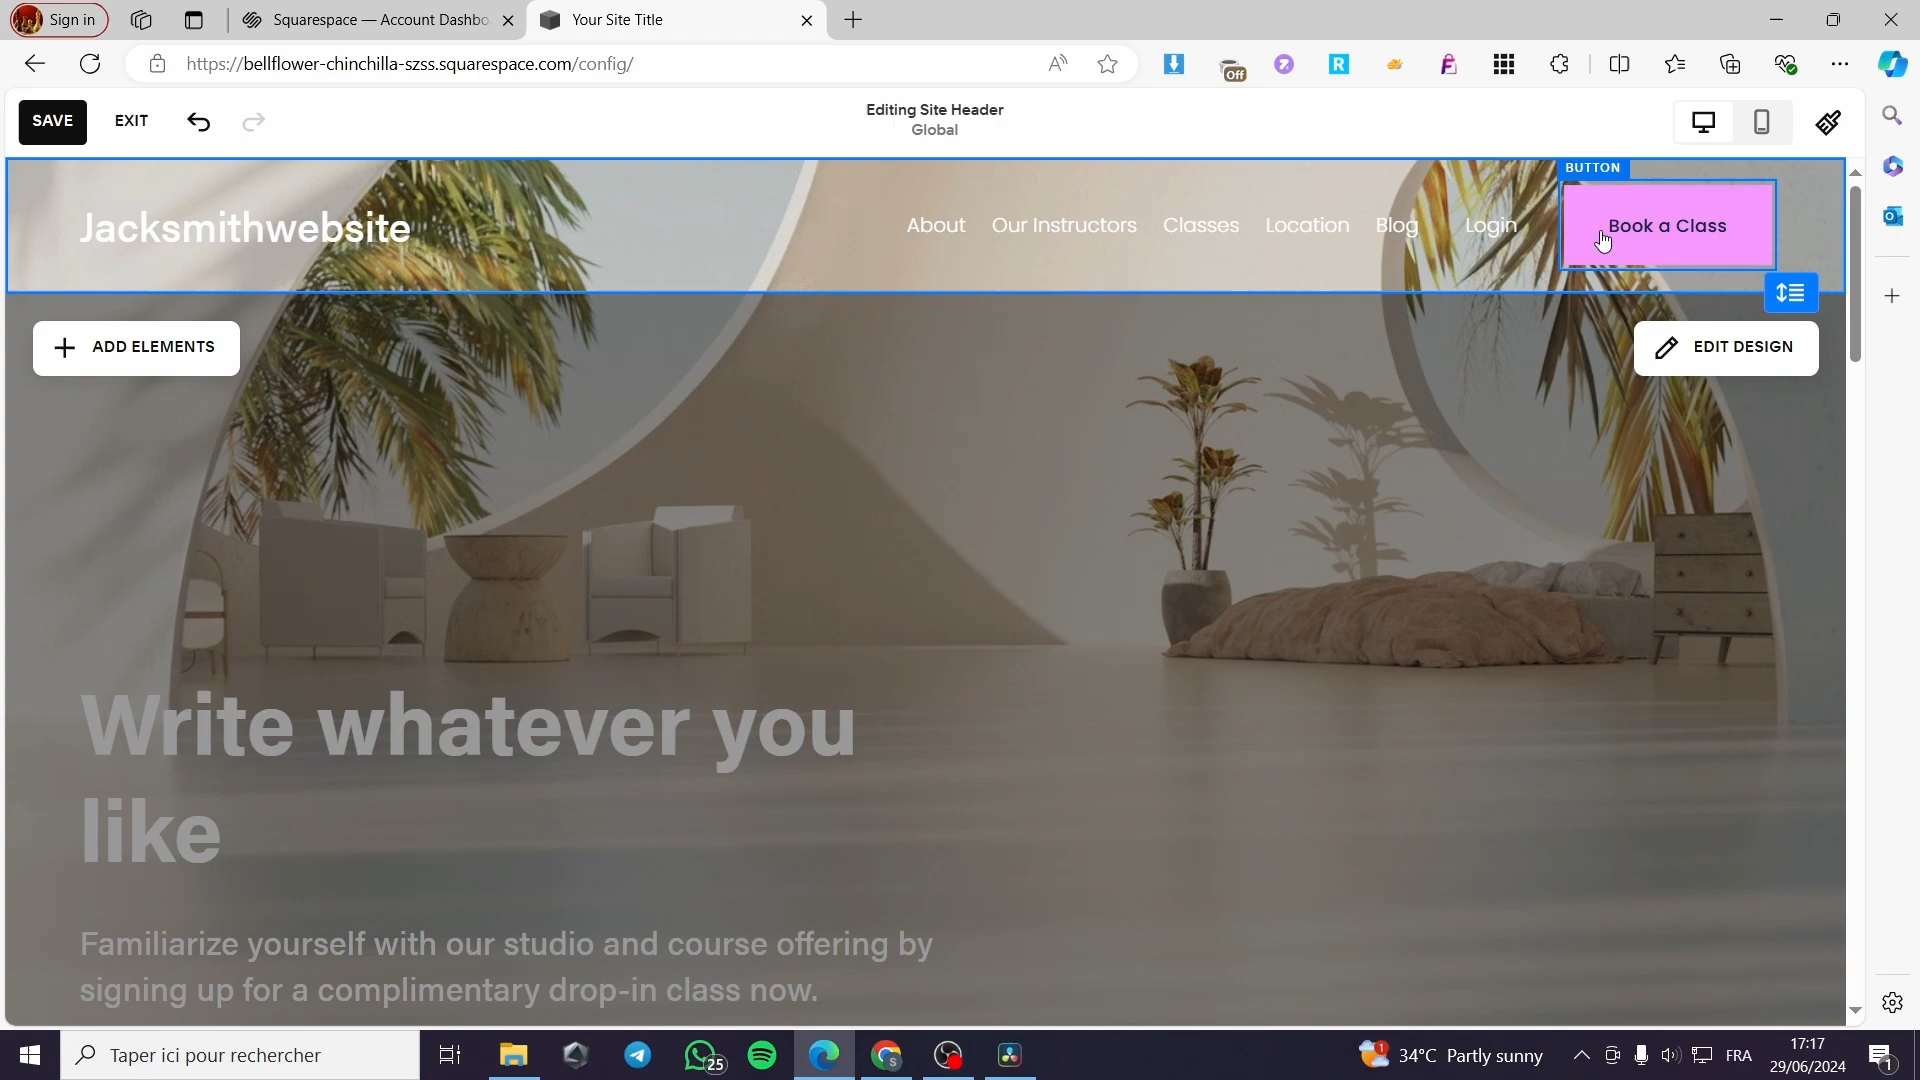 Sign in
Squarespace — Account Dashbo
Your Site Title
https://bellflower-chinchilla-szss.squarespace.com/config/
Off
SAVE
EXIT
Editing Site Header
Global
BUTTON
Jacksmithwebsite
About
Our Instructors
Classes
Location
Blog
Login
Book a Class
ADD ELEMENTS
EDIT DESIGN
Write whatever you
like
Familiarize yourself with our studio and course offering by
signing up for a complimentary drop-in class now.
Taper ici pour rechercher
25
1
34°C Partly sunny
FRA
17:17
29/06/2024
1